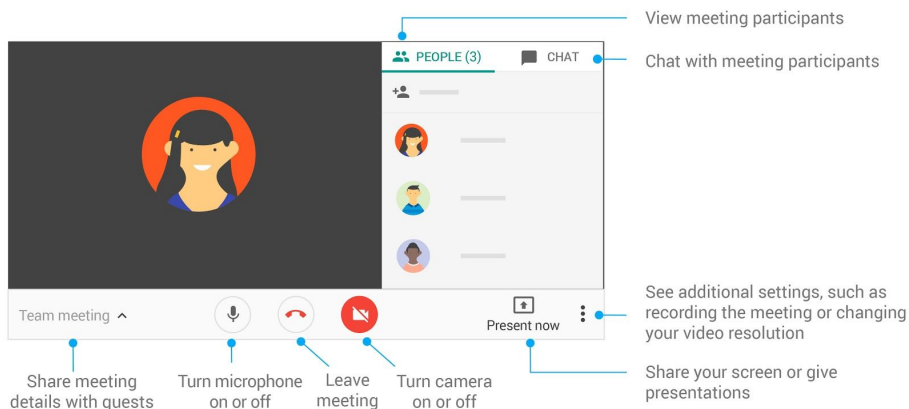 View meeting participants
PEOPLE (3)
CHAT
Chat with meeting participants
Team meeting
Present now
See additional settings, such as
recording the meeting or changing
your video resolution
Share meeting
details with guests
Turn microphone
on or off
Leave
meeting
Turn camera
on or off
Share your screen or give
presentations